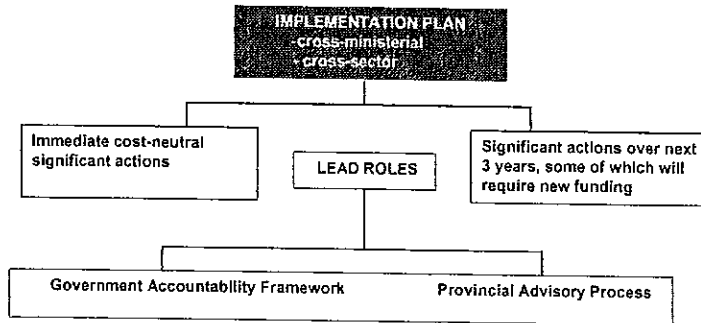 IMPLEMENTATION PLAN
-cross-ministerial
- cross-sector
Immediate cost-neutral
significant actions
LEAD ROLES
Significant actions over next
3 years, some of which will
require new funding
Government Accountability Framework
Provincial Advisory Process